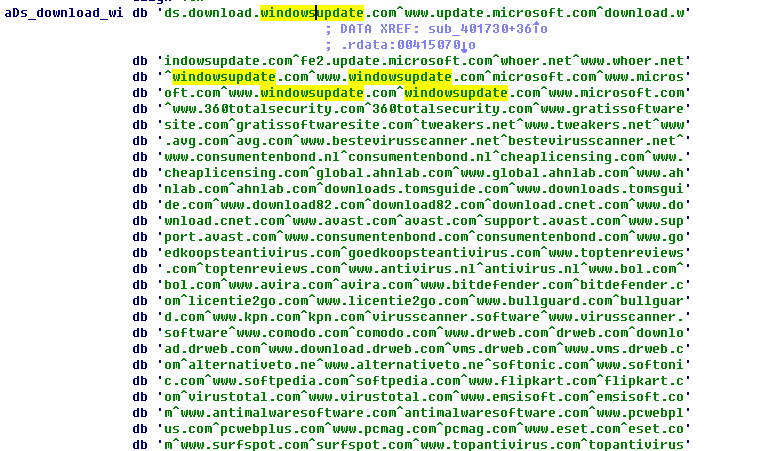 aDs_download_wi db 'ds.download.windowsupdate.com^www.update.microsoft.com^download.w'
; DATA XREF: sub_401730+36↑o
; .rdata:00415070↓o
db 'indowsupdate.com^fe2.update.microsoft.com^whoer.net^www.whoer.net'
db '^windowsupdate.com^www.windowsupdate.com^microsoft.com^www.micros'
db 'oft.com^www.windowsupdate.com^windowsupdate.com^www.microsoft.com'
db '^www.360totalsecurity.com^360totalsecurity.com^www.gratissoftware'
db 'site.com^gratissoftwaresite.com^tweakers.net^www.tweakers.net^www'
db '.avg.com^avg.com^www.bestevirusscanner.net^bestevirusscanner.net^'
db 'www.consumentenbond.nl^consumentenbond.nl^cheaplicensing.com^www.'
db 'cheaplicensing.com^global.ahnlab.com^www.global.ahnlab.com^www.ah'
db 'nlab.com^ahnlab.com^downloads.tomsguide.com^www.downloads.tomsgui'
db 'de.com^www.download82.com^download82.com^download.cnet.com^www.do'
db 'wnload.cnet.com^www.avast.com^avast.com^support.avast.com^www.sup'
db 'port.avast.com^www.consumentenbond.com^consumentenbond.com^www.go'
db 'edkoopsteantivirus.com^goedkoopsteantivirus.com^www.toptenreviews'
db '.com^toptenreviews.com^www.antivirus.nl^antivirus.nl^www.bol.com^'
db 'bol.com^www.avira.com^avira.com^www.bitdefender.com^bitdefender.c'
db 'om^licentie2go.com^www.licentie2go.com^www.bullguard.com^bullguar'
db 'd.com^www.kpn.com^kpn.com^virusscanner.software^www.virusscanner.'
db 'software^www.comodo.com^comodo.com^www.drweb.com^drweb.com^downlo'
db 'ad.drweb.com^www.download.drweb.com^vms.drweb.com^www.vms.drweb.c'
db 'om^alternativeto.ne^www.alternativeto.ne^softonic.com^www.softoni'
db 'c.com^www.softpedia.com^softpedia.com^www.flipkart.com^flipkart.c'
db 'om^virustotal.com^www.virustotal.com^www.emsisoft.com^emsisoft.co'
db 'm^www.antimalwaresoftware.com^antimalwaresoftware.com^www.pcwebpl'
db 'us.com^pcwebplus.com^www.pcmag.com^pcmag.com^www.eset.com^eset.co'
db 'm^www.surfspot.com^surfspot.com^www.topantivirus.com^topantivirus'